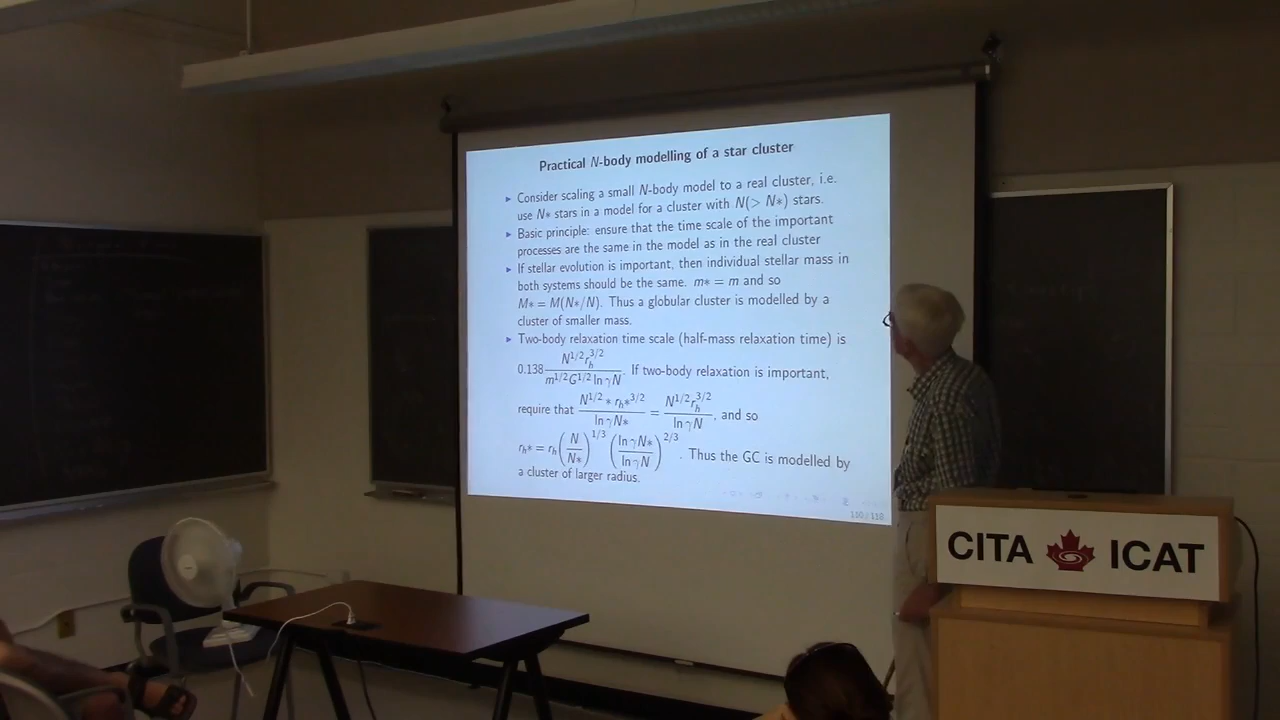 Practical N-body modelling of a star cluster
▸ Consider scaling a small N-body model to a real cluster, i.e.
use N* stars in a model for a cluster with N(> N*) stars.
▸ Basic principle: ensure that the time scale of the important
processes are the same in the model as in the real cluster
▸ If stellar evolution is important, then individual stellar mass in
both systems should be the same. m* = m and so
M* = M(N*/N). Thus a globular cluster is modelled by a
cluster of smaller mass.
▸ Two-body relaxation time scale (half-mass relaxation time) is
0.138 N^{1/2} r_h^{3/2} / m^{1/2} G^{1/2} ln γN. If two-body relaxation is important,
require that N^{1/2} * r_h*^{3/2} / ln γN* = N^{1/2} r_h^{3/2} / ln γN, and so
r_h* = r_h (N / N*)^{1/3} (ln γN* / ln γN)^{2/3}. Thus the GC is modelled by
a cluster of larger radius.
CITA ICAT